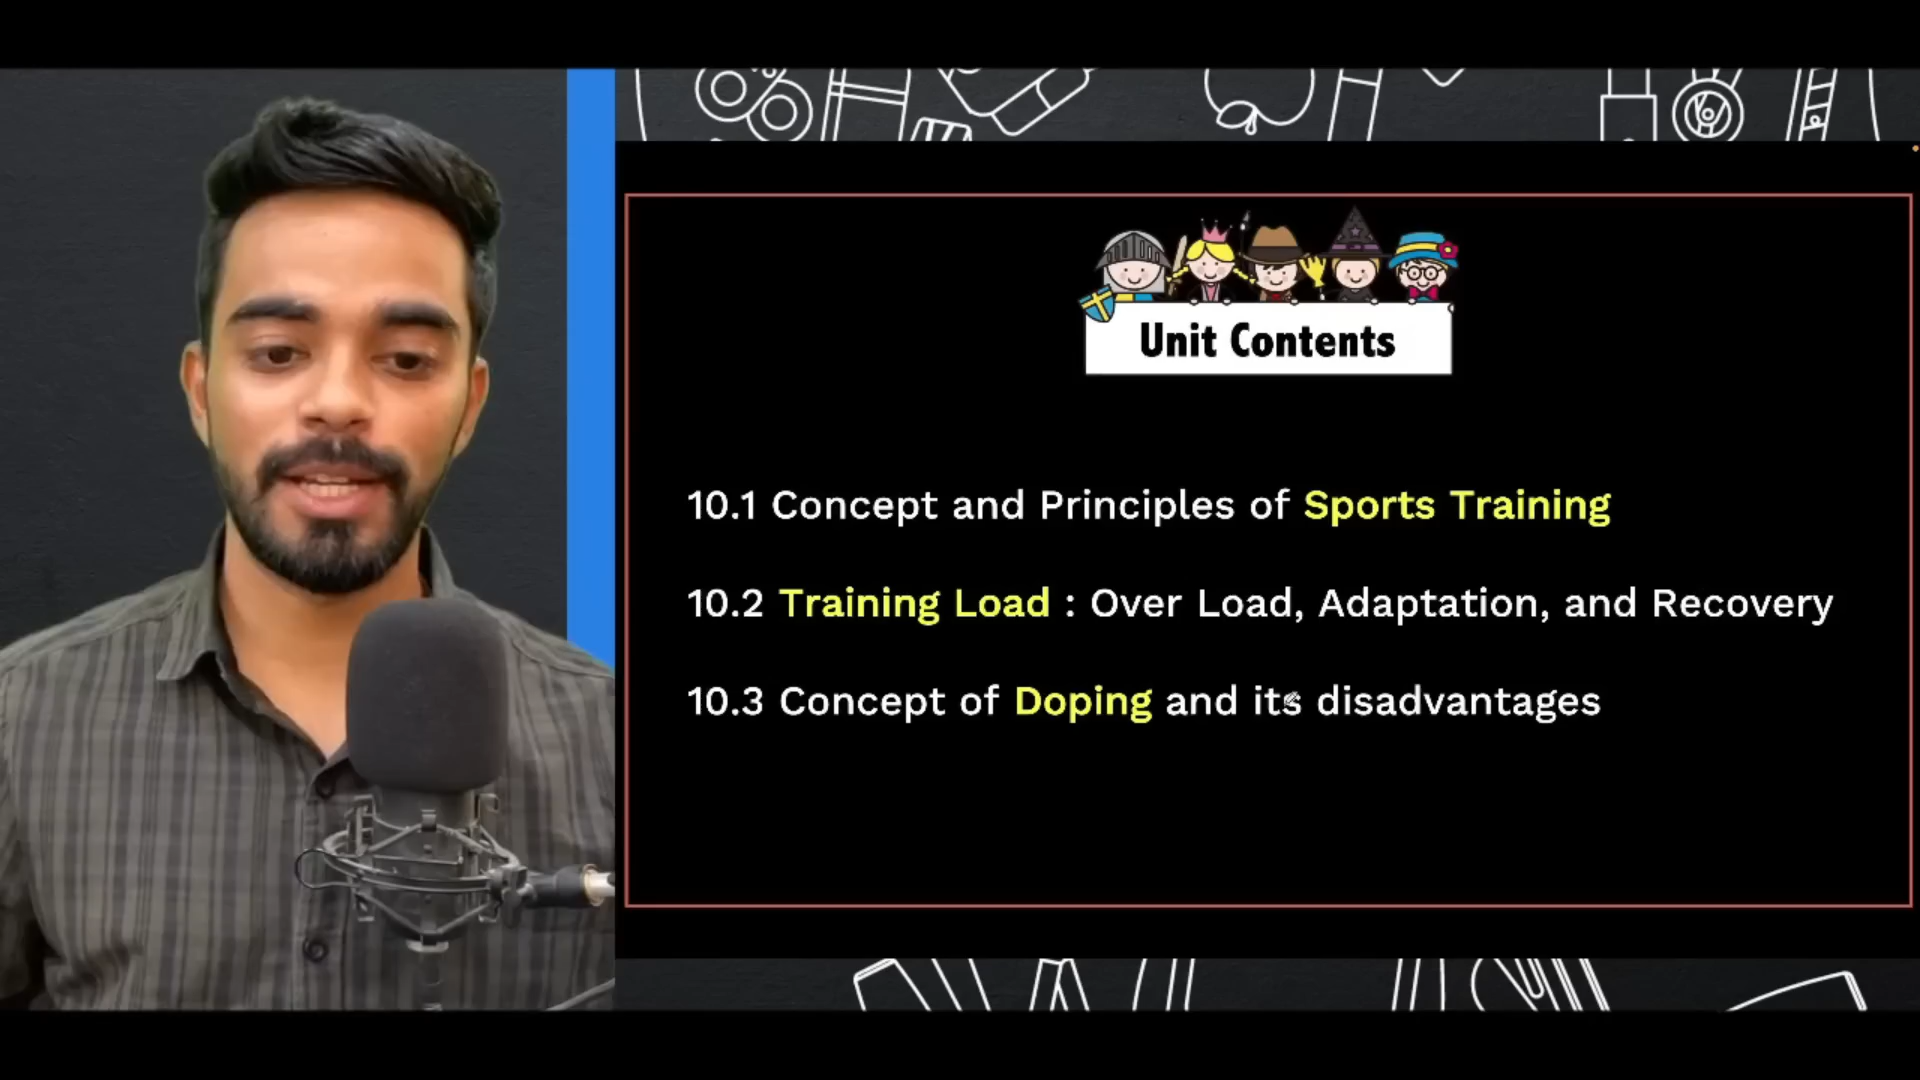 Unit Contents
10.1 Concept and Principles of Sports Training
10.2 Training Load : Over Load, Adaptation, and Recovery
10.3 Concept of Doping and its disadvantages